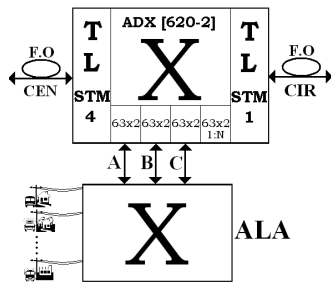 ADX [620-2]
T
L
STM
4
X
T
L
STM
1
F.O
CEN
F.O
CIR
63x2
63x2
63x2
63x2
1:N
A
B
C
X
ALA